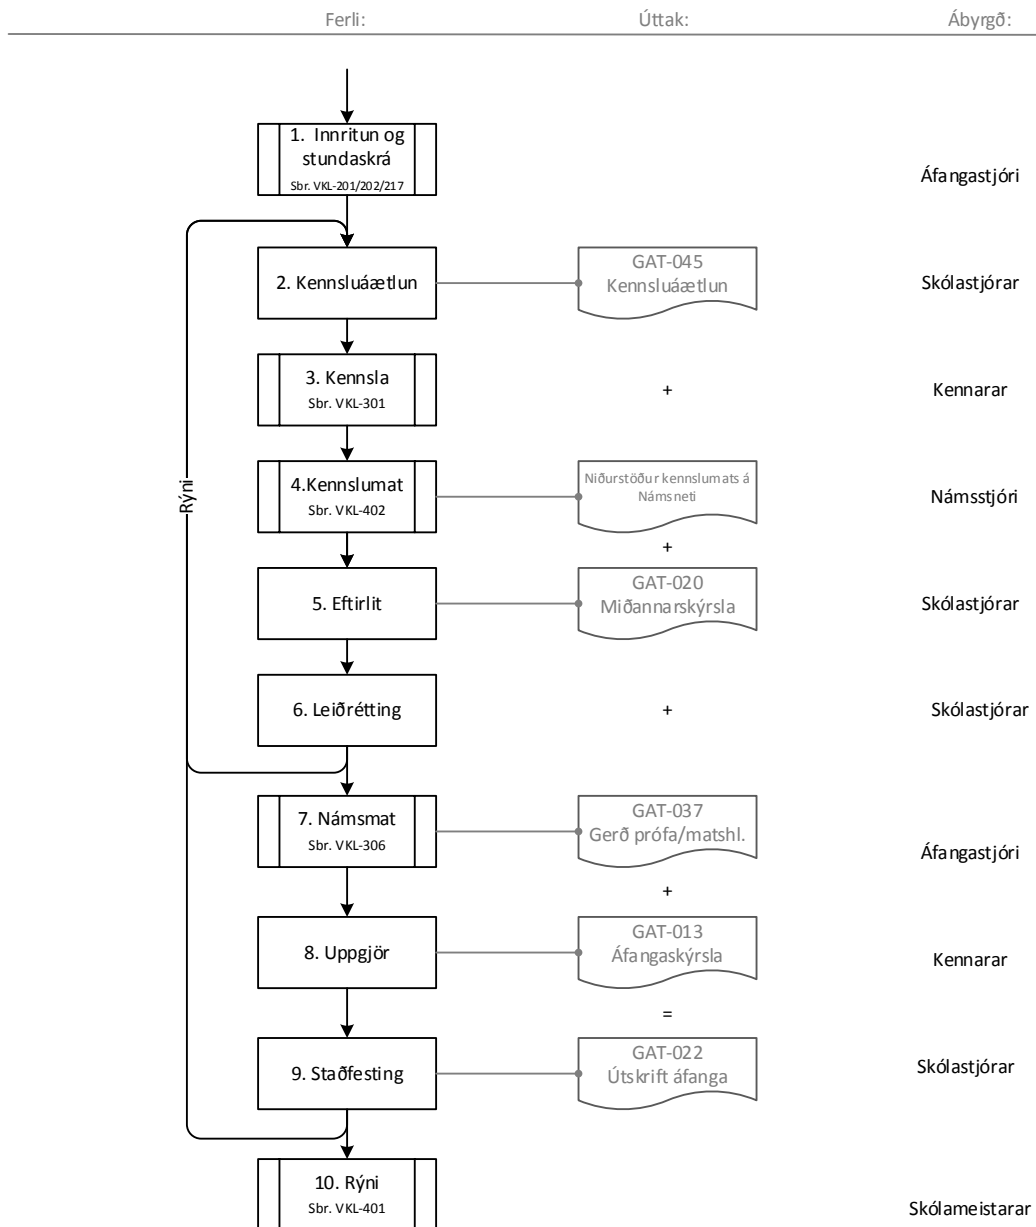 Ferli: Úttak: Ábyrgð:
1. Innritun og
stundaskrá
Sbr. VKL-201/202/217
Áfangastjóri
2. Kennsluáætlun
GAT-045
Kennsluáætlun
Skólastjórar
3. Kennsla
Sbr. VKL-301
+
Kennarar
Rýni
4.Kennslumat
Sbr. VKL-402
Niðurstöður kennslumats á
Námsneti
Námsstjóri
+
5. Eftirlit
GAT-020
Miðannarskýrsla
Skólastjórar
6. Leiðrétting
+
Skólastjórar
7. Námsmat
Sbr. VKL-306
GAT-037
Gerð prófa/matshl.
Áfangastjóri
+
8. Uppgjör
GAT-013
Áfangaskýrsla
Kennarar
=
9. Staðfesting
GAT-022
Útskrift áfanga
Skólastjórar
10. Rýni
Sbr. VKL-401
Skólameistarar